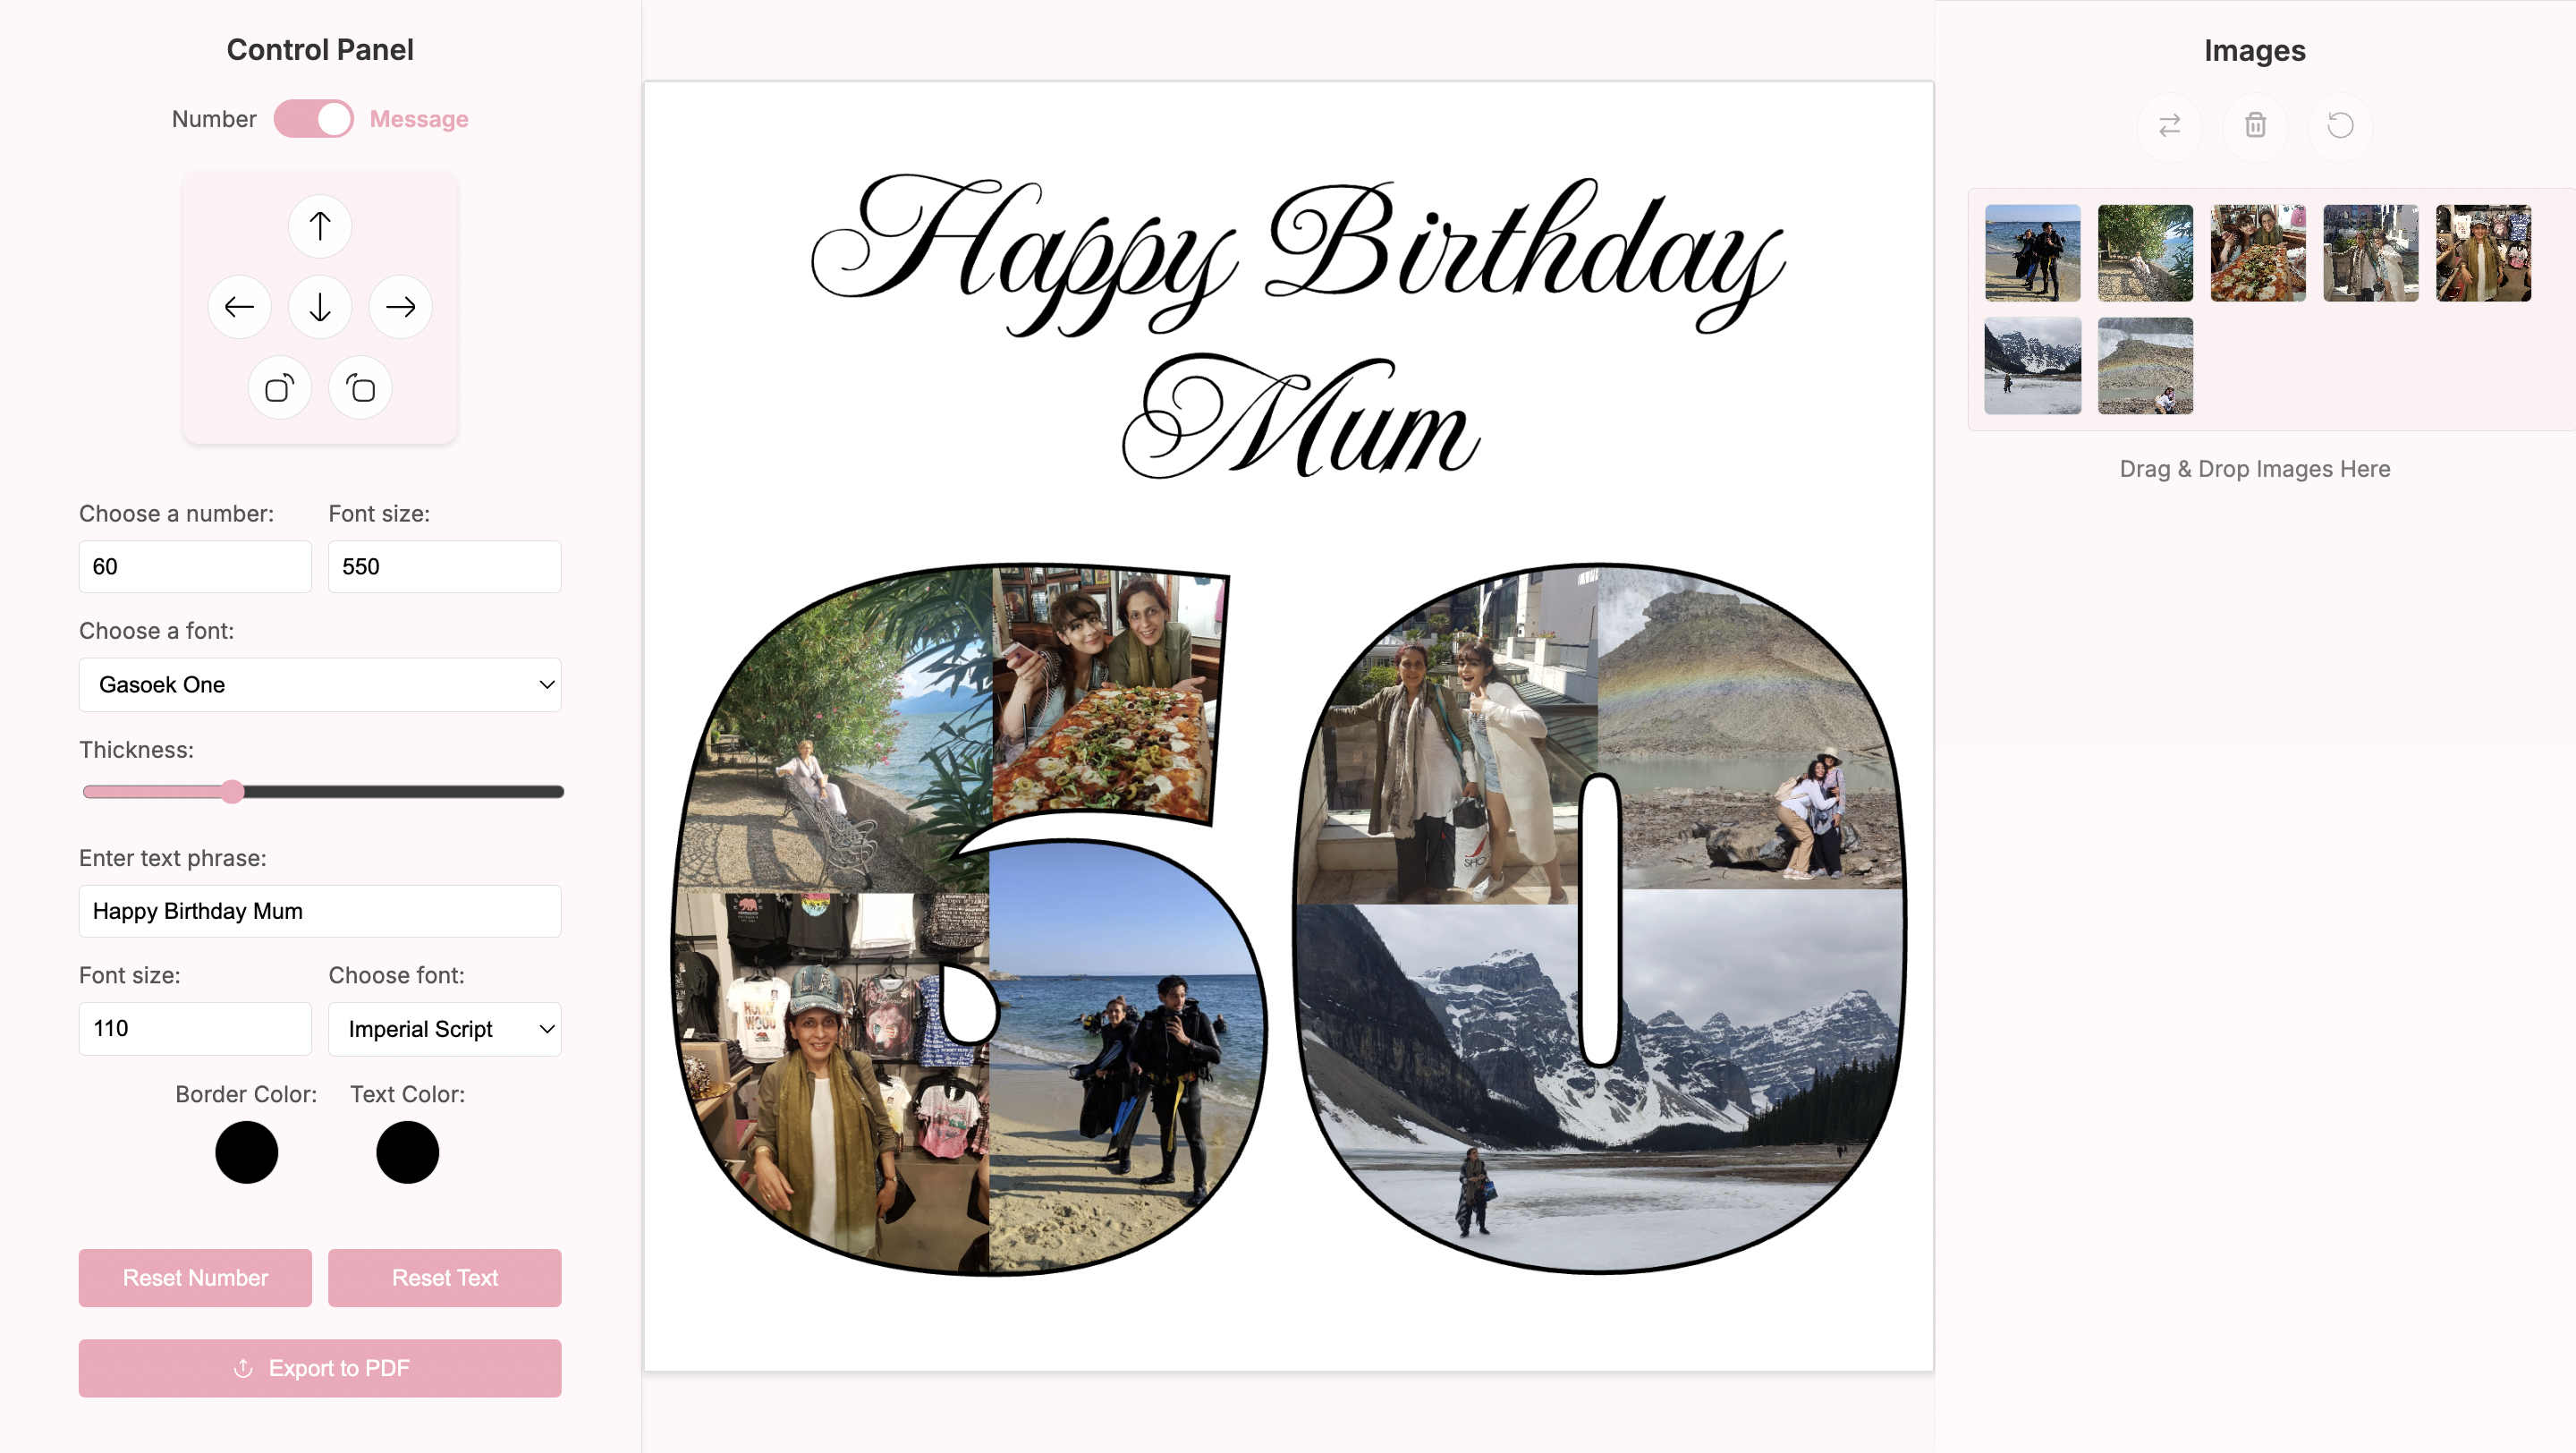 Control Panel
Number Message
Choose a number: Font size:
60 550
Choose a font:
Gasoek One
Thickness:
Enter text phrase:
Happy Birthday Mum
Font size: Choose font:
110 Imperial Script
Border Color: Text Color:
Reset Number Reset Text
Export to PDF
Happy Birthday
Mum
60
SHO
Images
Drag & Drop Images Here